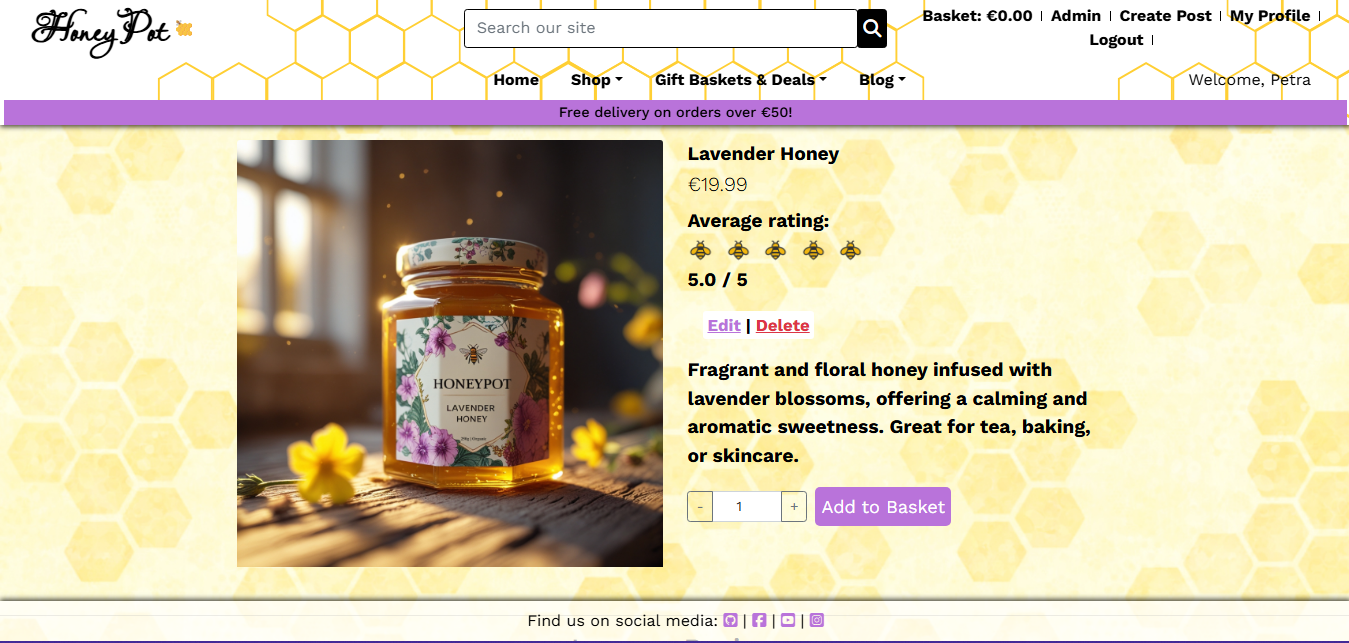 HoneyPot
Search our site
Basket: €0.00 | Admin | Create Post | My Profile |
Logout |
Home Shop Gift Baskets & Deals Blog
Welcome, Petra
Free delivery on orders over €50!
HONEYPOT
LAVENDER
HONEY
Lavender Honey
€19.99
Average rating:
5.0 / 5
Edit | Delete
Fragrant and floral honey infused with
lavender blossoms, offering a calming and
aromatic sweetness. Great for tea, baking,
or skincare.
- 1 + Add to Basket
Find us on social media: | | |